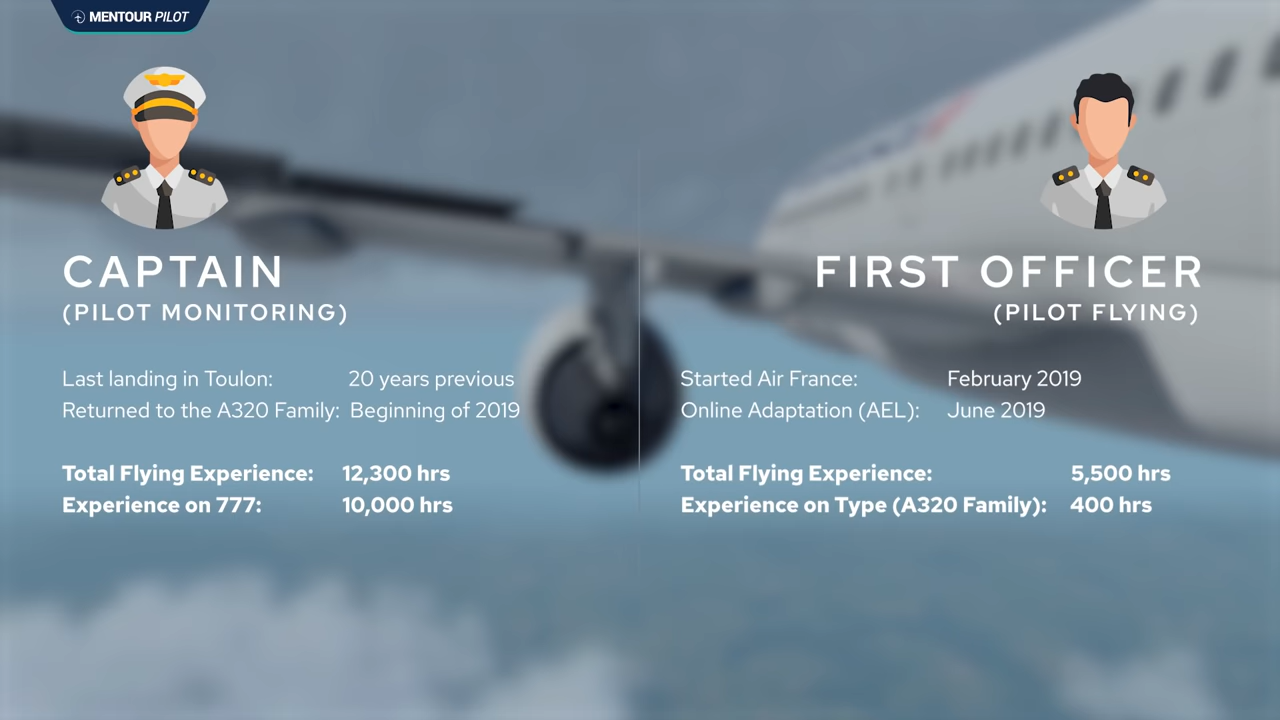 MENTOUR PILOT
CAPTAIN
(PILOT MONITORING)
Last landing in Toulon: 20 years previous
Returned to the A320 Family: Beginning of 2019
Total Flying Experience: 12,300 hrs
Experience on 777: 10,000 hrs
FIRST OFFICER
(PILOT FLYING)
Started Air France: February 2019
Online Adaptation (AEL): June 2019
Total Flying Experience: 5,500 hrs
Experience on Type (A320 Family): 400 hrs